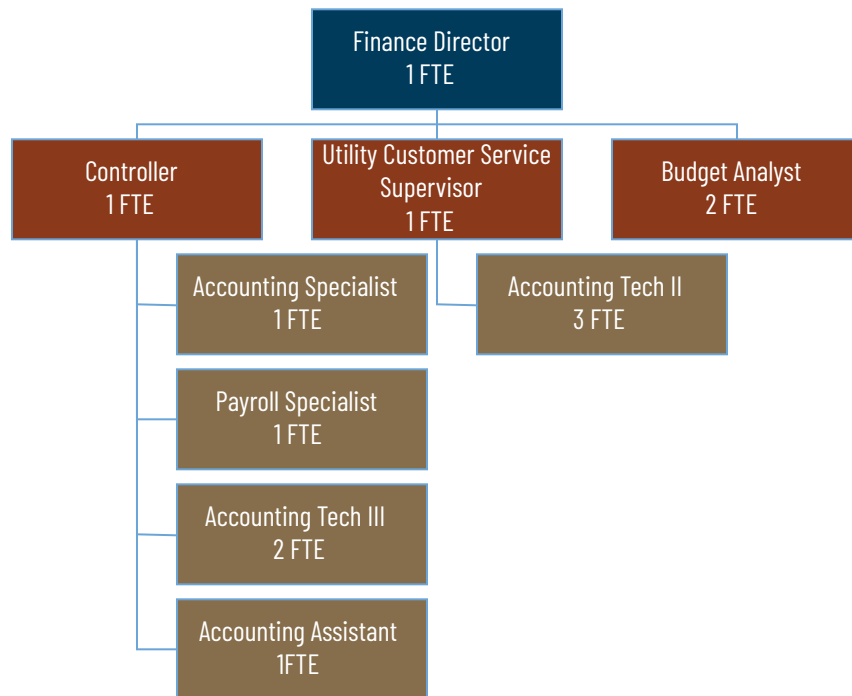 Finance Director
1 FTE
Controller
1 FTE
Utility Customer Service
Supervisor
1 FTE
Budget Analyst
2 FTE
Accounting Specialist
1 FTE
Payroll Specialist
1 FTE
Accounting Tech III
2 FTE
Accounting Assistant
1FTE
Accounting Tech II
3 FTE